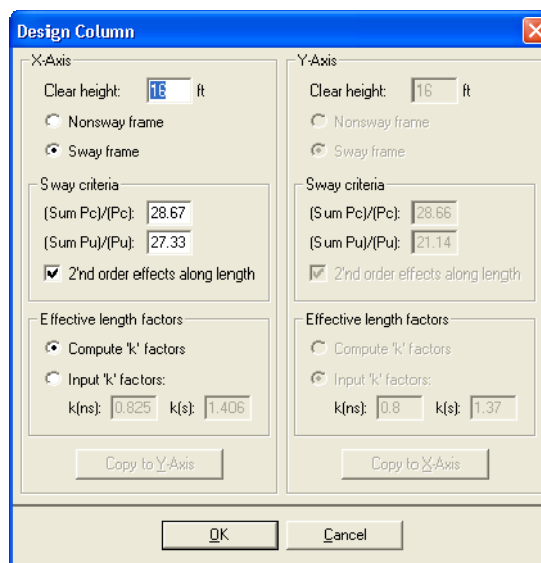 Design Column
X-Axis
Clear height: 16 ft
Nonsway frame
Sway frame
Sway criteria
(Sum Pc)/(Pc): 28.67
(Sum Pu)/(Pu): 27.33
2'nd order effects along length
Effective length factors
Compute 'k' factors
Input 'k' factors:
k(ns): 0.825 k(s): 1.406
Copy to Y-Axis
Y-Axis
Clear height: 16 ft
Nonsway frame
Sway frame
Sway criteria
(Sum Pc)/(Pc): 28.66
(Sum Pu)/(Pu): 21.14
2'nd order effects along length
Effective length factors
Compute 'k' factors
Input 'k' factors:
k(ns): 0.8 k(s): 1.37
Copy to X-Axis
OK
Cancel